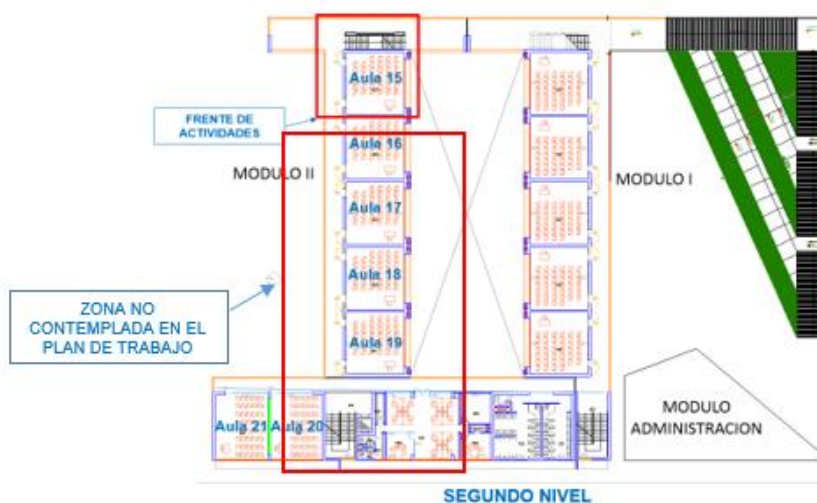 Aula 15
FRENTE DE
ACTIVIDADES
Aula 16
MODULO II
MODULO I
Aula 17
Aula 18
ZONA NO
CONTEMPLADA EN EL
PLAN DE TRABAJO
Aula 19
MODULO
ADMINISTRACION
Aula 21
Aula 20
SEGUNDO NIVEL